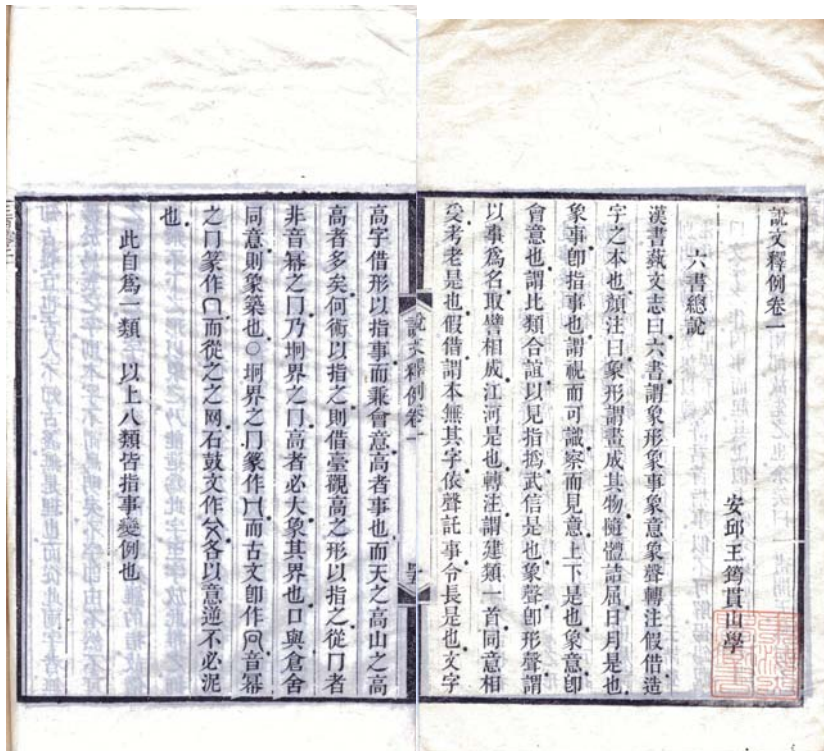 說文釋例卷一
安邱王筠貫山學
六書總說
漢書蓺文志曰六書謂象形象事象意象聲轉注假借造
字之本也顏注曰象形謂畫成其物隨體詰屈日月是也
象事卽指事也謂視而可識察而見意上下是也象意卽
會意也謂比類合誼以見指撝武信是也象聲卽形聲謂
以事爲名取譬相成江河是也轉注謂建類一首同意相
受考老是也假借謂本無其字依聲託事令長是也文字
說文釋例卷一
高字借形以指事而兼會意高者事也而天之高山之高
高者多矣何術以指之則借臺觀高之形以指之從冂者
非音冪之冂乃坰界之冂高者必大象其界也口與倉舍
同意則象築也○坰界之冂篆作而古文卽作音冪
之冂篆作而從之之网石鼓文作各以意逆不必泥
也
此自爲一類 以上八類皆指事變例也